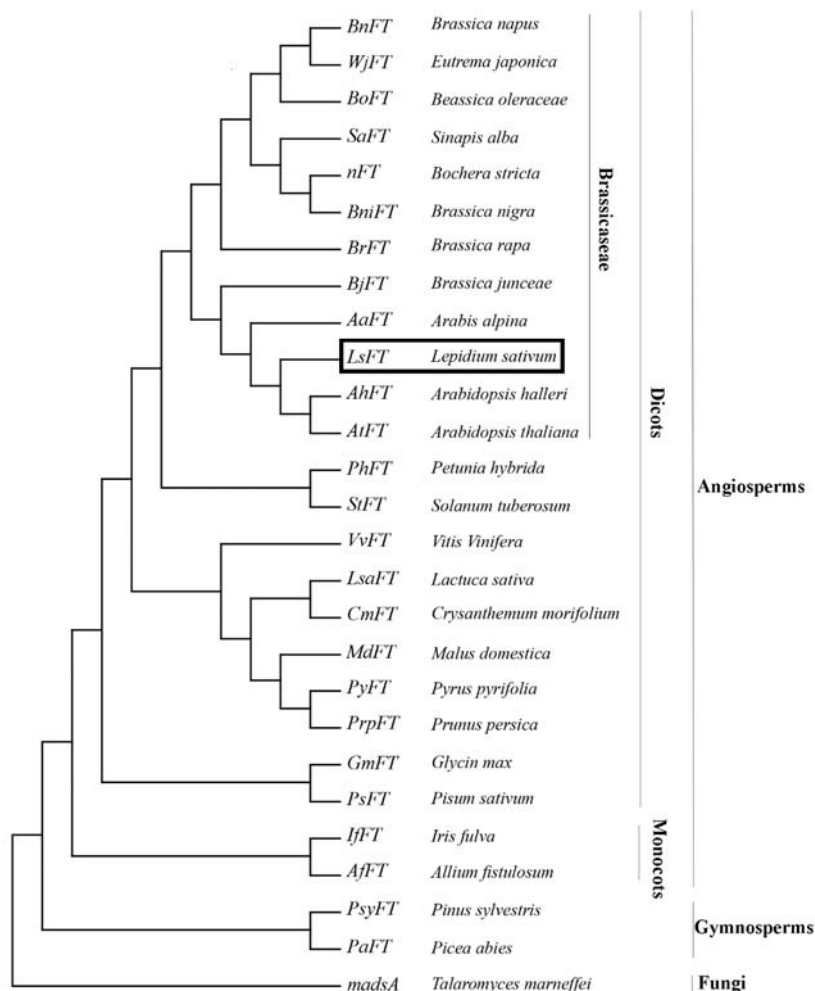 BnFT Brassica napus
WjFT Eutrema japonica
BoFT Beassica oleraceae
SaFT Sinapis alba
nFT Bochera stricta
BniFT Brassica nigra
BrFT Brassica rapa
BjFT Brassica junceae
AaFT Arabis alpina
LsFT Lepidium sativum
AhFT Arabidopsis halleri
AtFT Arabidopsis thaliana
PhFT Petunia hybrida
StFT Solanum tuberosum
VvFT Vitis Vinifera
LsaFT Lactuca sativa
CmFT Crysanthemum morifolium
MdFT Malus domestica
PyFT Pyrus pyrifolia
PrpFT Prunus persica
GmFT Glycin max
PsFT Pisum sativum
IfFT Iris fulva
AfFT Allium fistulosum
PsyFT Pinus sylvestris
PaFT Picea abies
madsA Talaromyces marneffei
Brassicaseae
Dicots
Monocots
Angiosperms
Gymnosperms
Fungi